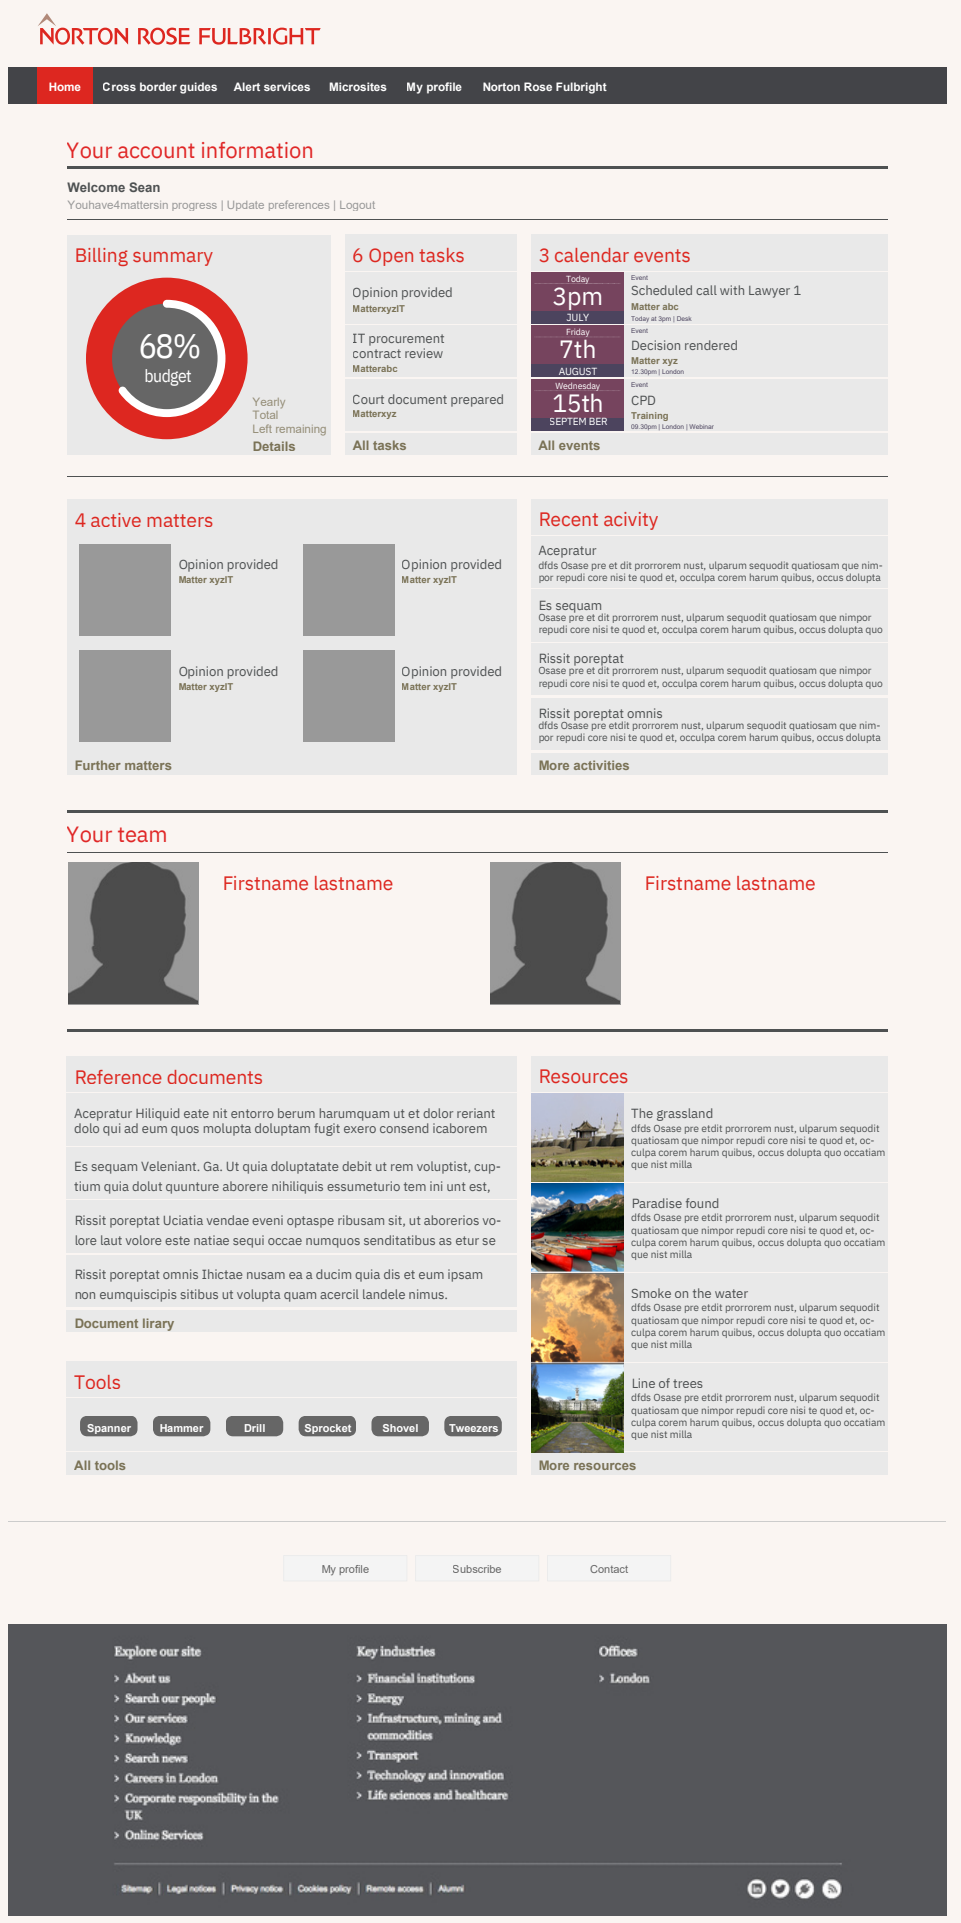 NORTON ROSE FULBRIGHT
Home Cross border guides Alert services Microsites My profile Norton Rose Fulbright
Your account information
Welcome Sean
Youhave4mattersin progress | Update preferences | Logout
Billing summary
68%
budget
Yearly
Total
Left remaining
Details
6 Open tasks
Opinion provided
MatterxyzIT
IT procurement
contract review
Matterabc
Court document prepared
Matterxyz
All tasks
3 calendar events
Today
3pm
JULY
Event
Scheduled call with Lawyer 1
Matter abc
Today at 3pm | Desk
Friday
7th
AUGUST
Event
Decision rendered
Matter xyz
12.30pm | London
Wednesday
15th
SEPTEM BER
Event
CPD
Training
09.30pm | London | Webinar
All events
4 active matters
Opinion provided
Matter xyzIT
Opinion provided
Matter xyzIT
Opinion provided
Matter xyzIT
Opinion provided
Matter xyzIT
Further matters
Recent acivity
Acepratur
dfds Osase pre et dit prorrorem nust, ulparum sequodit quatiosam que nim-
por repudi core nisi te quod et, occulpa corem harum quibus, occus dolupta
Es sequam
Osase pre et dit prorrorem nust, ulparum sequodit quatiosam que nimpor
repudi core nisi te quod et, occulpa corem harum quibus, occus dolupta quo
Rissit poreptat
Osase pre et dit prorrorem nust, ulparum sequodit quatiosam que nimpor
repudi core nisi te quod et, occulpa corem harum quibus, occus dolupta quo
Rissit poreptat omnis
dfds Osase pre etdit prorrorem nust, ulparum sequodit quatiosam que nim-
por repudi core nisi te quod et, occulpa corem harum quibus, occus dolupta
More activities
Your team
Firstname lastname
Firstname lastname
Reference documents
Acepratur Hiliquid eate nit entorro berum harumquam ut et dolor reriant
dolo qui ad eum quos molupta doluptam fugit exero consend icaborem
Es sequam Veleniant. Ga. Ut quia doluptatate debit ut rem voluptist, cup-
tium quia dolut quunture aborere nihiliquis essumeturio tem ini unt est,
Rissit poreptat Uciatia vendae eveni optaspe ribusam sit, ut aborerios vo-
lore laut volore este natiae sequi occae numquos senditatibus as etur se
Rissit poreptat omnis Ihictae nusam ea a ducim quia dis et eum ipsam
non eumquiscipis sitibus ut volupta quam acercil landele nimus.
Document lirary
Tools
Spanner Hammer Drill Sprocket Shovel Tweezers
All tools
Resources
The grassland
dfds Osase pre etdit prorrorem nust, ulparum sequodit
quatiosam que nimpor repudi core nisi te quod et, oc-
culpa corem harum quibus, occus dolupta quo occatiam
que nist milla
Paradise found
dfds Osase pre etdit prorrorem nust, ulparum sequodit
quatiosam que nimpor repudi core nisi te quod et, oc-
culpa corem harum quibus, occus dolupta quo occatiam
que nist milla
Smoke on the water
dfds Osase pre etdit prorrorem nust, ulparum sequodit
quatiosam que nimpor repudi core nisi te quod et, oc-
culpa corem harum quibus, occus dolupta quo occatiam
que nist milla
Line of trees
dfds Osase pre etdit prorrorem nust, ulparum sequodit
quatiosam que nimpor repudi core nisi te quod et, oc-
culpa corem harum quibus, occus dolupta quo occatiam
que nist milla
More resources
My profile Subscribe Contact
Explore our site
› About us
› Search our people
› Our services
› Knowledge
› Search news
› Careers in London
› Corporate responsibility in the
UK
› Online Services
Key industries
› Financial institutions
› Energy
› Infrastructure, mining and
commodities
› Transport
› Technology and innovation
› Life sciences and healthcare
Offices
› London
Sitemap | Legal notices | Privacy notice | Cookies policy | Remote access | Alumni
in